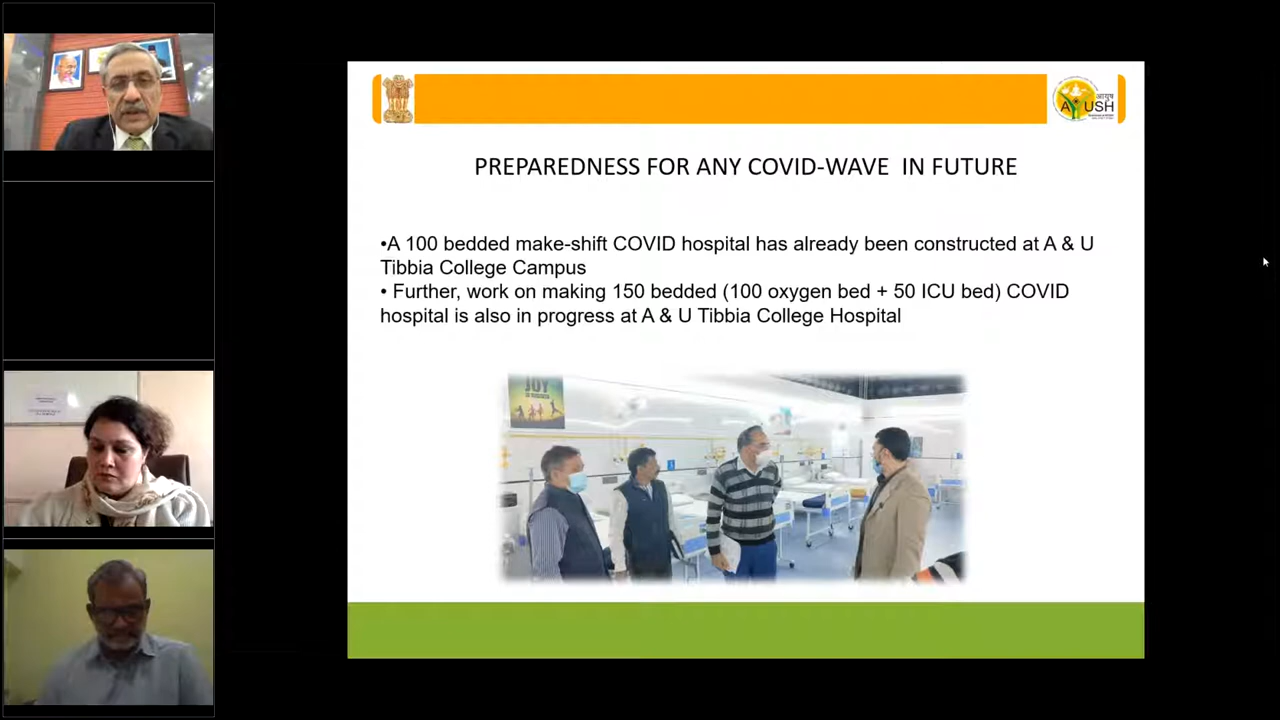 आयुष
AYUSH
PREPAREDNESS FOR ANY COVID-WAVE IN FUTURE
•A 100 bedded make-shift COVID hospital has already been constructed at A & U
Tibbia College Campus
• Further, work on making 150 bedded (100 oxygen bed + 50 ICU bed) COVID
hospital is also in progress at A & U Tibbia College Hospital
JOY